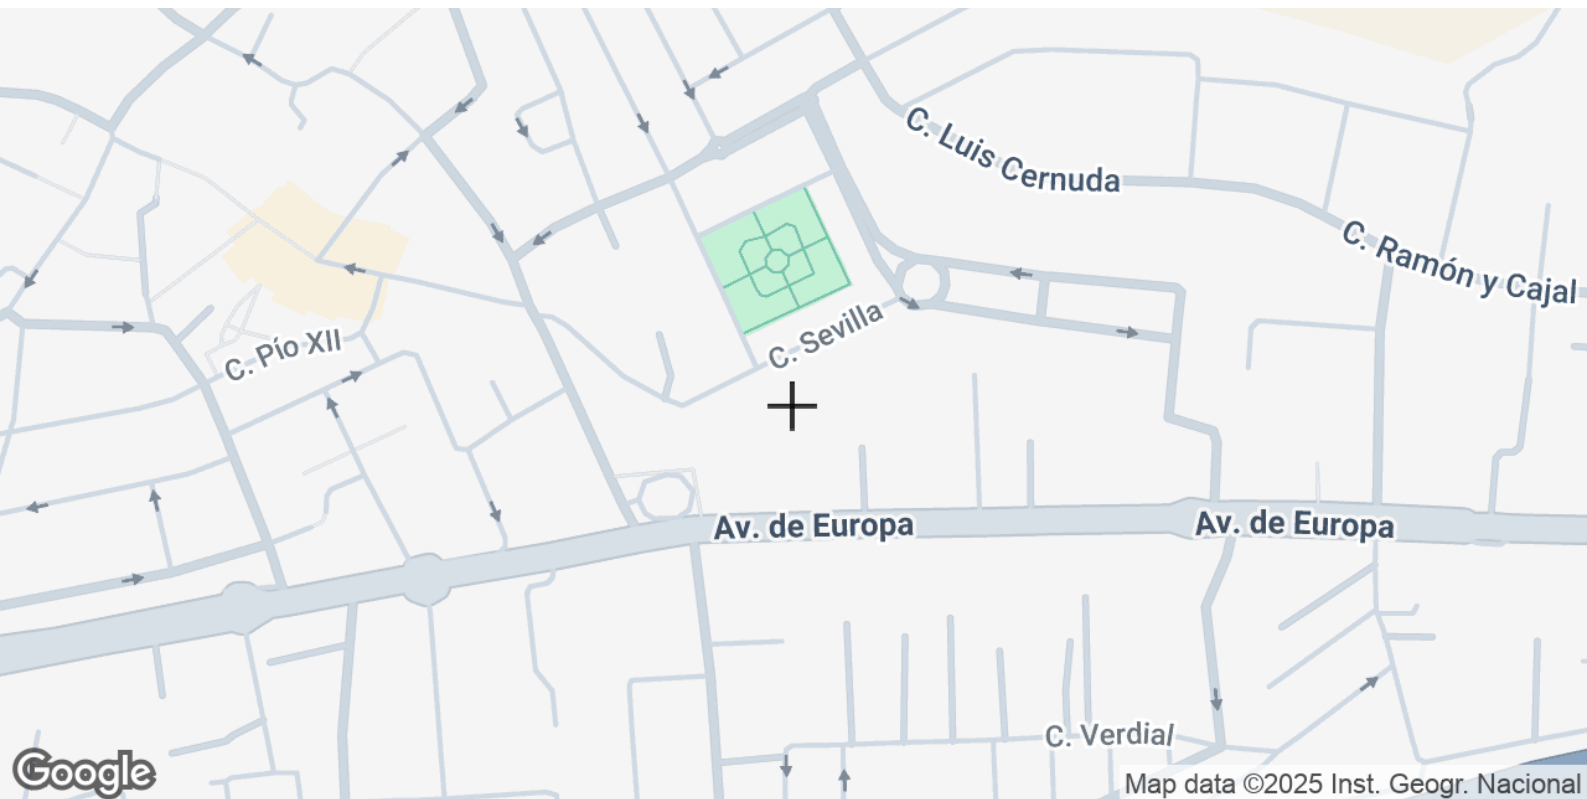 C. Luis Cernuda
C. Ramón y Cajal
C. Sevilla
C. Pío XII
Av. de Europa
Av. de Europa
C. Verdial
Google
Map data ©2025 Inst. Geogr. Nacional